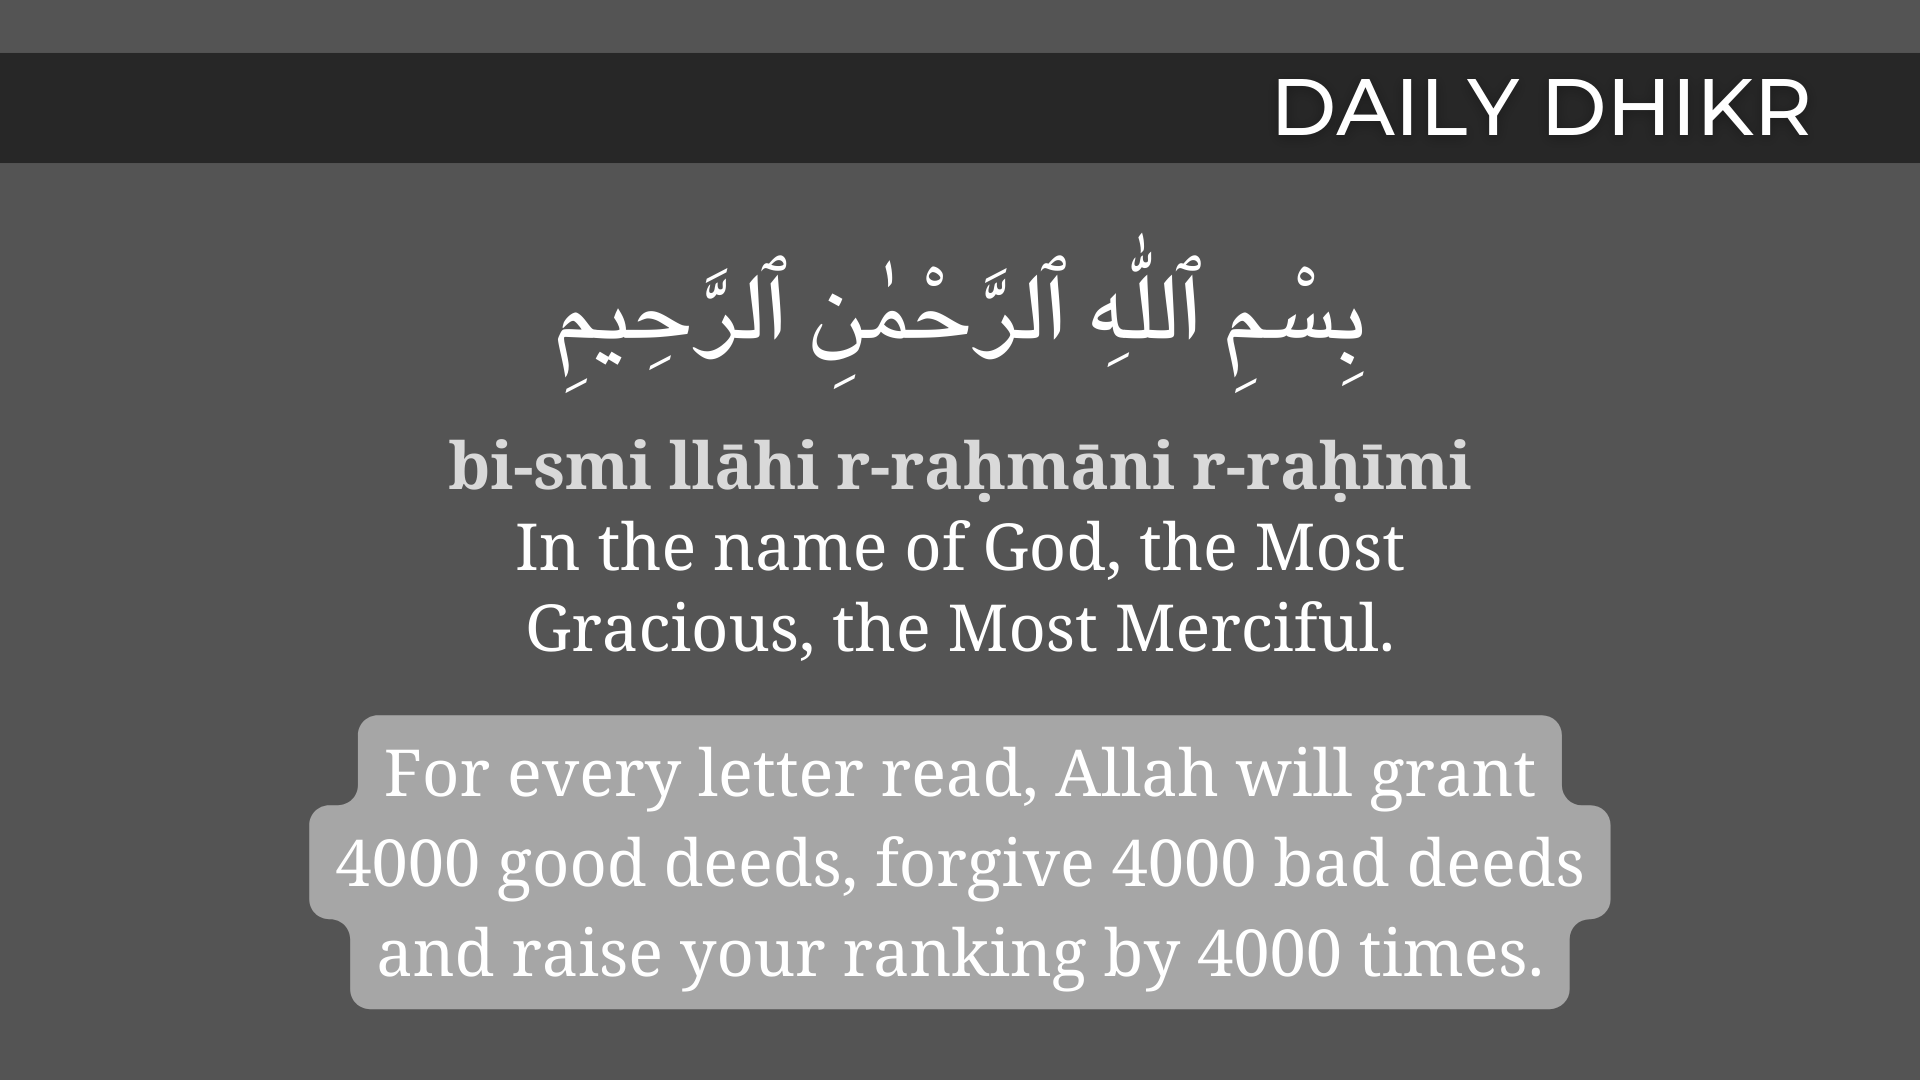 DAILY DHIKR
بِسْمِ ٱللّٰهِ ٱلرَّحْمٰنِ ٱلرَّحِيمِ
bi-smi llāhi r-raḥmāni r-raḥīmi
In the name of God, the Most
Gracious, the Most Merciful.
For every letter read, Allah will grant
4000 good deeds, forgive 4000 bad deeds
and raise your ranking by 4000 times.